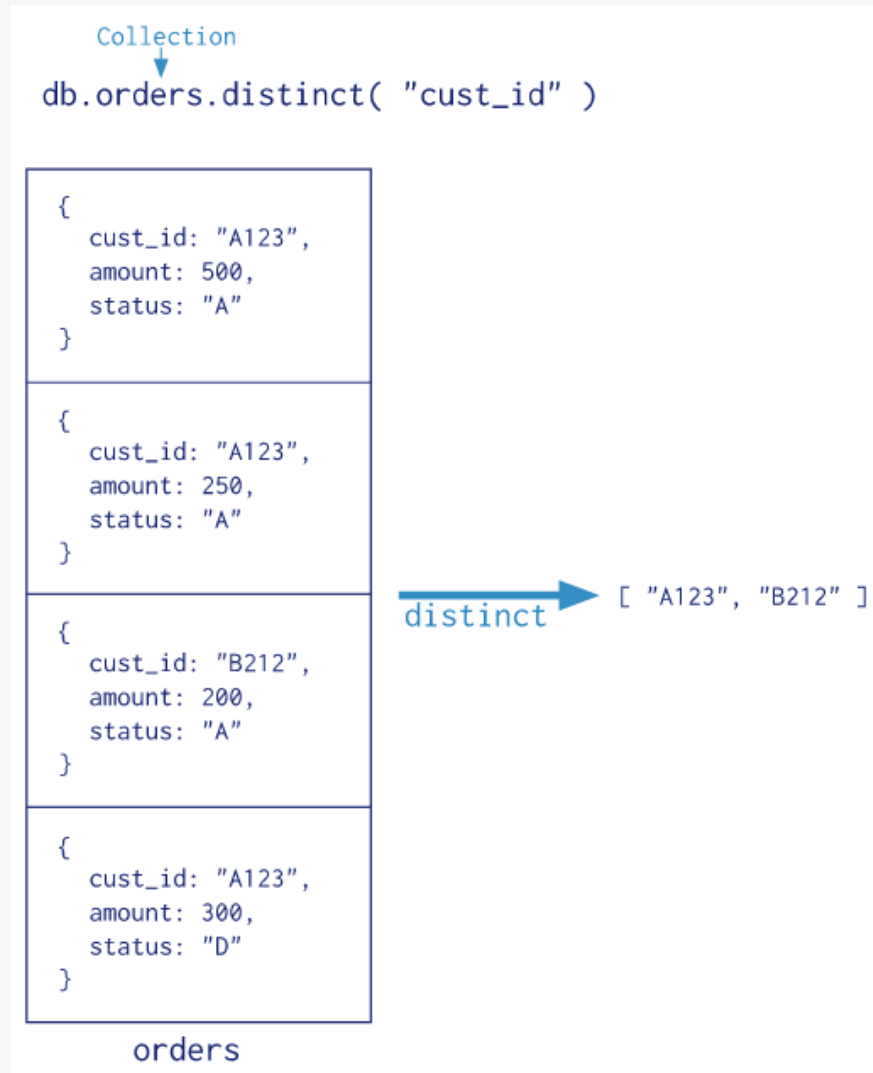 Collection
db.orders.distinct( "cust_id" )
{
cust_id: "A123",
amount: 500,
status: "A"
}
{
cust_id: "A123",
amount: 250,
status: "A"
}
{
cust_id: "B212",
amount: 200,
status: "A"
}
{
cust_id: "A123",
amount: 300,
status: "D"
}
orders
distinct
[ "A123", "B212" ]